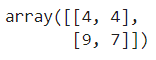 array([[4, 4],
       [9, 7]])